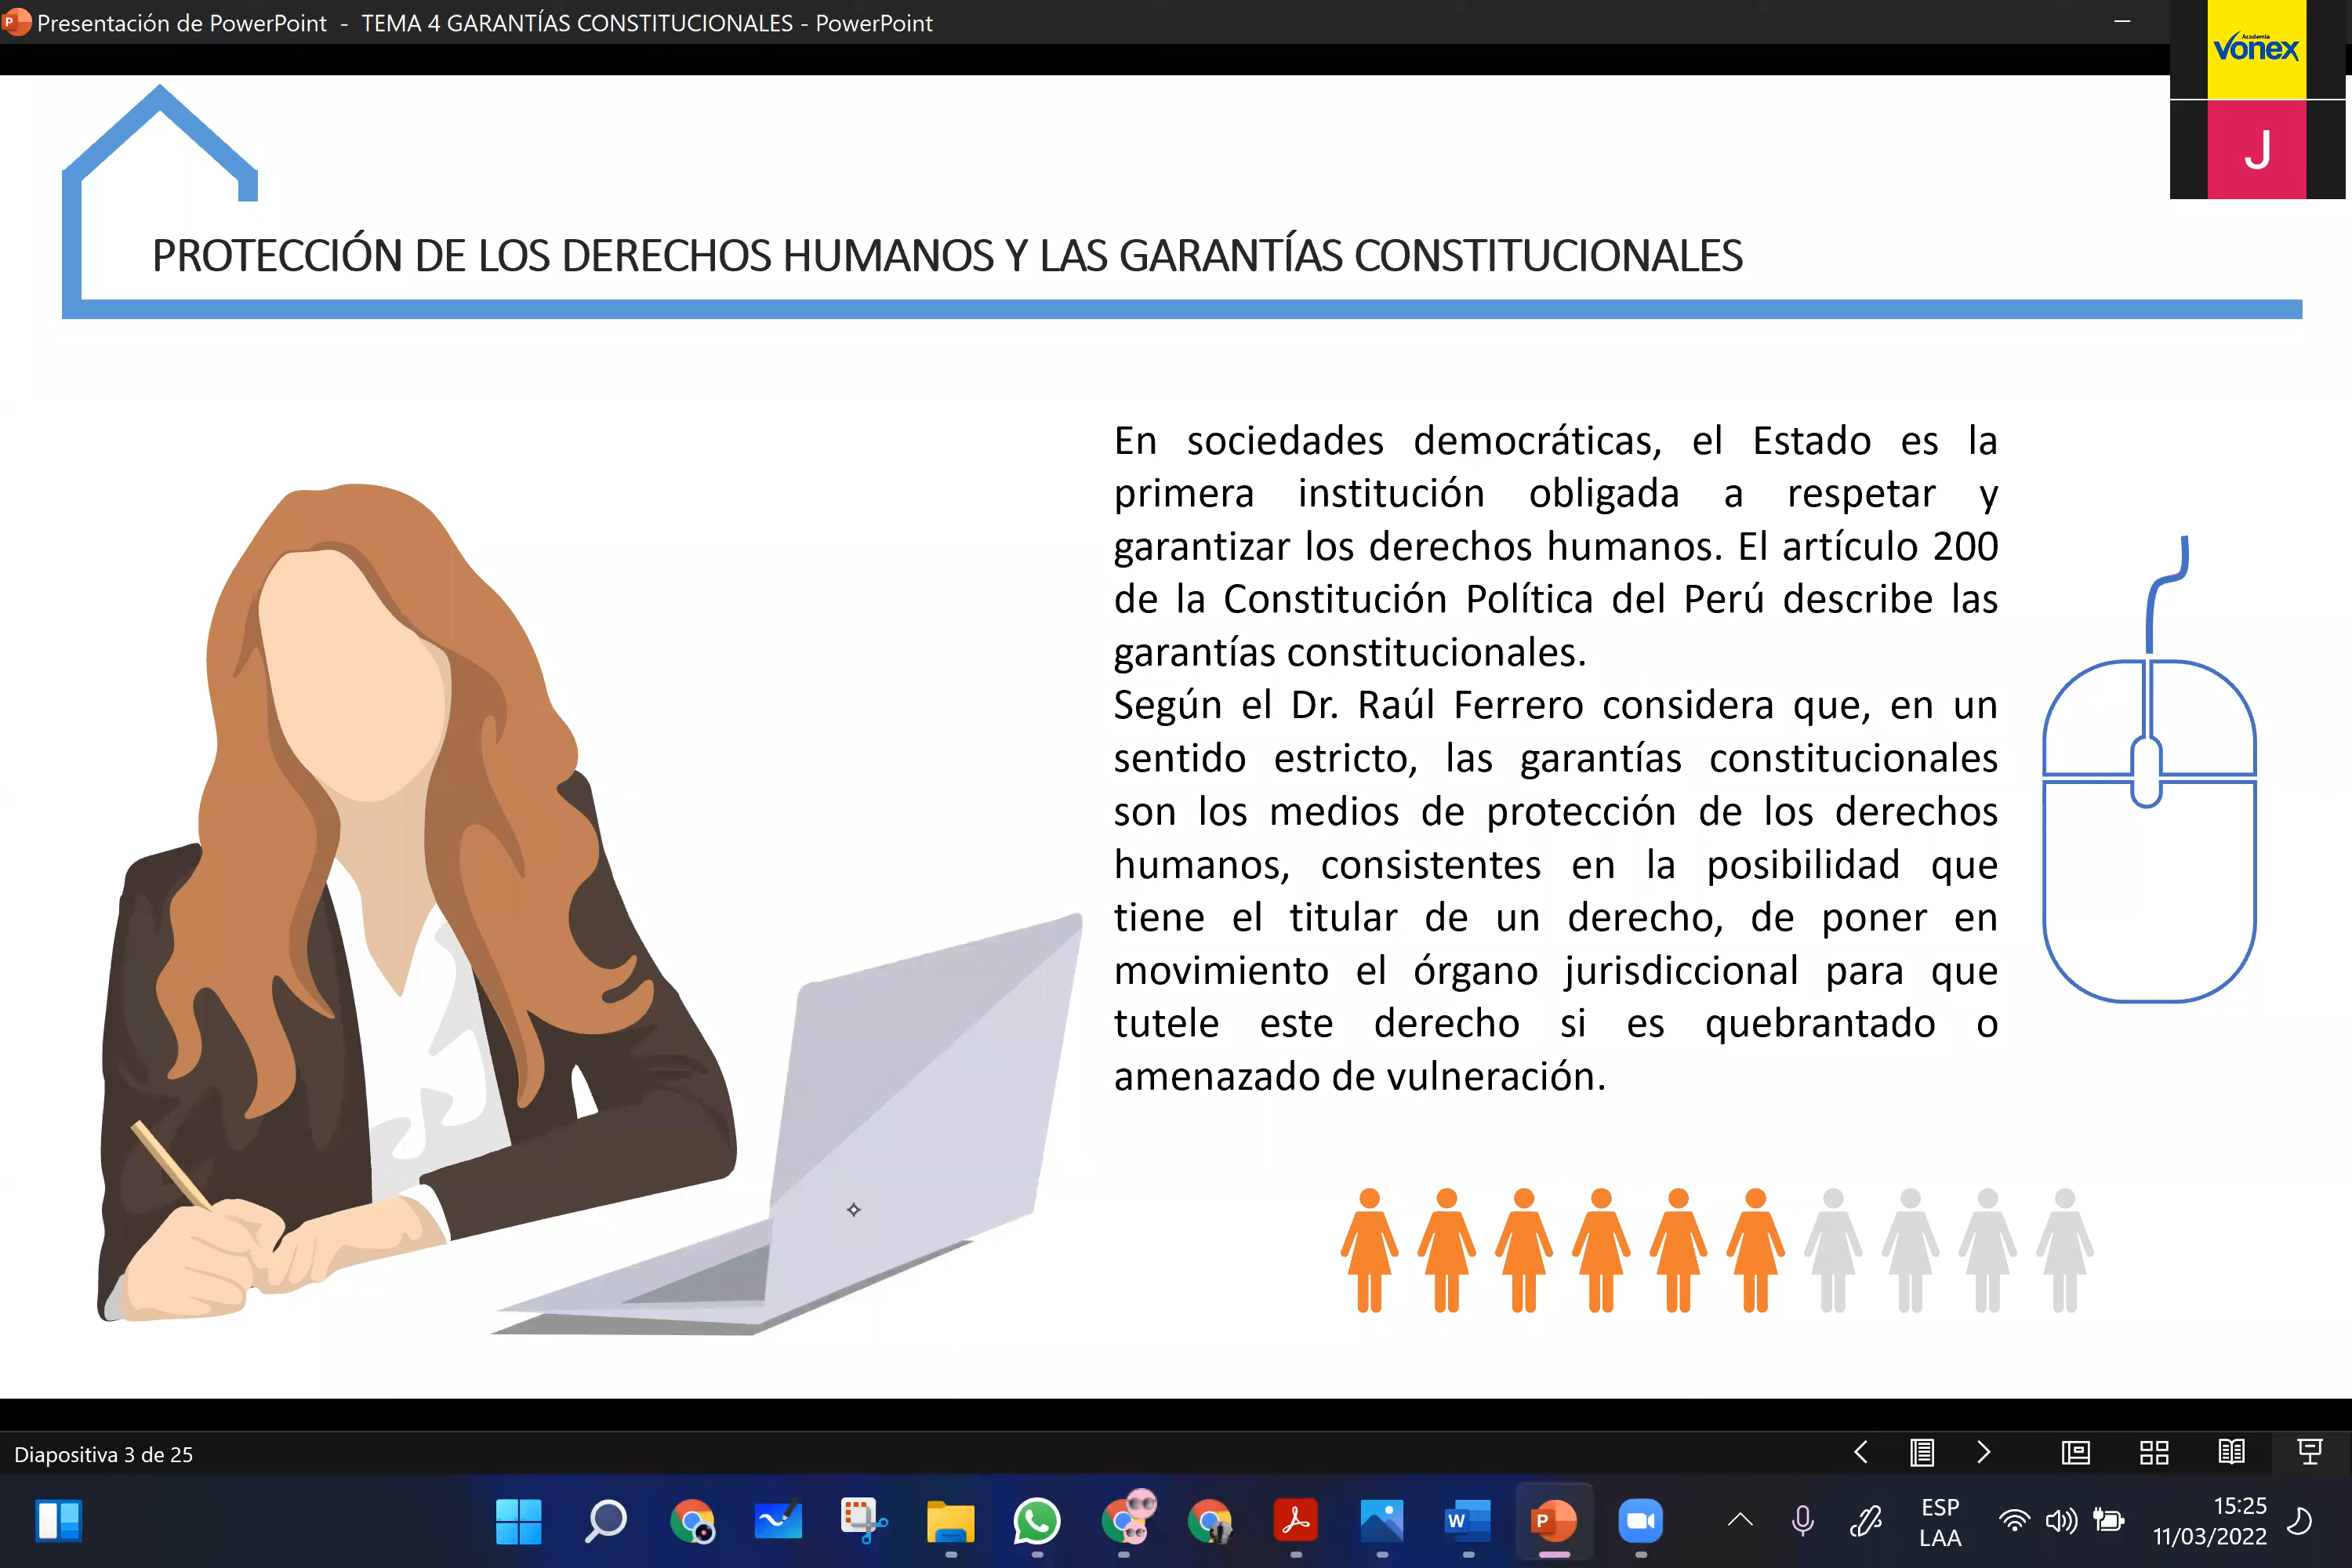 Presentación de PowerPoint - TEMA 4 GARANTÍAS CONSTITUCIONALES - PowerPoint
Academia
Vonex
J
PROTECCIÓN DE LOS DERECHOS HUMANOS Y LAS GARANTÍAS CONSTITUCIONALES
En sociedades democráticas, el Estado es la
primera institución obligada a respetar y
garantizar los derechos humanos. El artículo 200
de la Constitución Política del Perú describe las
garantías constitucionales.
Según el Dr. Raúl Ferrero considera que, en un
sentido estricto, las garantías constitucionales
son los medios de protección de los derechos
humanos, consistentes en la posibilidad que
tiene el titular de un derecho, de poner en
movimiento el órgano jurisdiccional para que
tutele este derecho si es quebrantado o
amenazado de vulneración.
Diapositiva 3 de 25
ESP
LAA
15:25
11/03/2022